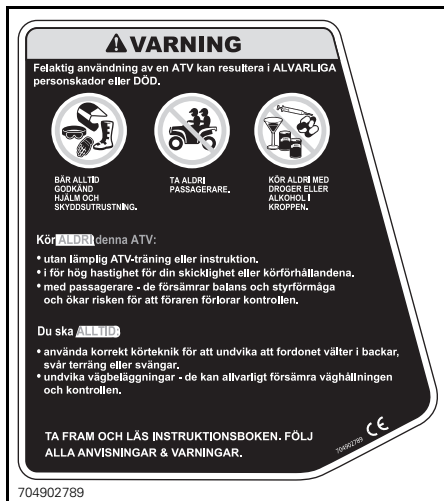 VARNING
Felaktig användning av en ATV kan resultera i ALVARLIGA
personskador eller DÖD.
BÄR ALLTID
GODKÄND
HJÄLM OCH
SKYDDSUTRUSTNING.
TA ALDRI
PASSAGERARE.
KÖR ALDRI MED
DROGER ELLER
ALKOHOL I
KROPPEN.
Kör ALDRI denna ATV:
• utan lämplig ATV-träning eller instruktion.
• i för hög hastighet för din skicklighet eller körförhållandena.
• med passagerare - de försämrar balans och styrförmåga
och ökar risken för att föraren förlorar kontrollen.
Du ska ALLTID:
• använda korrekt körteknik för att undvika att fordonet välter i backar,
svår terräng eller svängar.
• undvika vägbeläggningar - de kan allvarligt försämra väghållningen
och kontrollen.
TA FRAM OCH LÄS INSTRUKTIONSBOKEN. FÖLJ
ALLA ANVISNINGAR & VARNINGAR.
704902789 CE
704902789